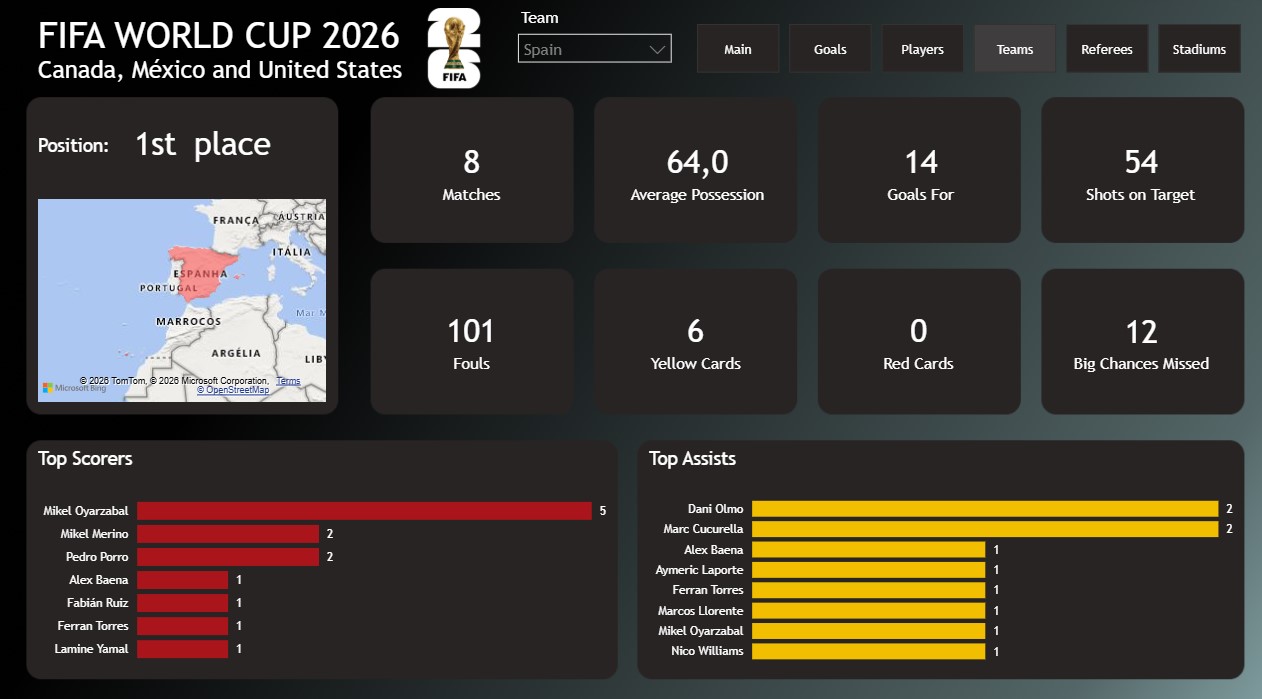 FIFA WORLD CUP 2026
Canada, México and United States
FIFA
Team
Spain
Main
Goals
Players
Teams
Referees
Stadiums
Position: 1st place
FRANÇA
ÁUSTRIA
ITÁLIA
ESPANHA
PORTUGAL
MARROCOS
Mar M
ARGÉLIA
LIBY
© 2026 TomTom, © 2026 Microsoft Corporation, Terms
Microsoft Bing
© OpenStreetMap
8
Matches
64,0
Average Possession
14
Goals For
54
Shots on Target
101
Fouls
6
Yellow Cards
0
Red Cards
12
Big Chances Missed
Top Scorers
Mikel Oyarzabal 5
Mikel Merino 2
Pedro Porro 2
Alex Baena 1
Fabián Ruiz 1
Ferran Torres 1
Lamine Yamal 1
Top Assists
Dani Olmo 2
Marc Cucurella 2
Alex Baena 1
Aymeric Laporte 1
Ferran Torres 1
Marcos Llorente 1
Mikel Oyarzabal 1
Nico Williams 1